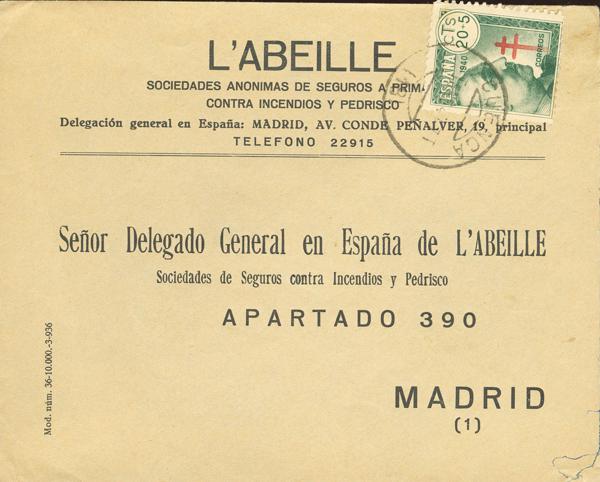 L'ABEILLE
SOCIEDADES ANONIMAS DE SEGUROS A PRIMA
CONTRA INCENDIOS Y PEDRISCO
Delegación general en España: MADRID, AV. CONDE PEÑALVER, 19, principal
TELEFONO 22915
ESPAÑA CTS
1940 20+5
CORREOS
CUENCA
Señor Delegado General en España de L'ABEILLE
Sociedades de Seguros contra Incendios y Pedrisco
APARTADO 390
MADRID
(1)
Mod. núm. 36-10.000.-3-936